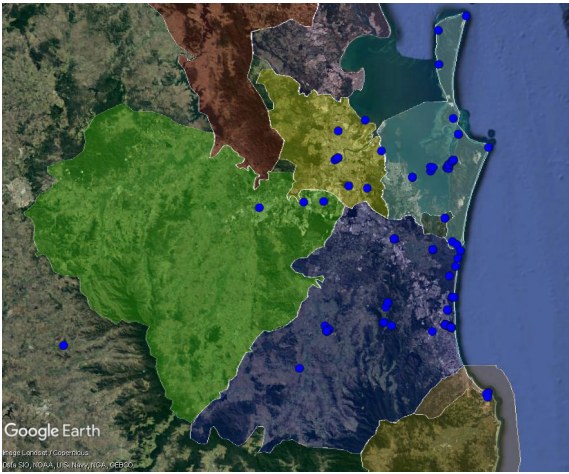 Google Earth
Image Landsat / Copernicus
Data SIO, NOAA, U.S. Navy, NGA, GEBCO